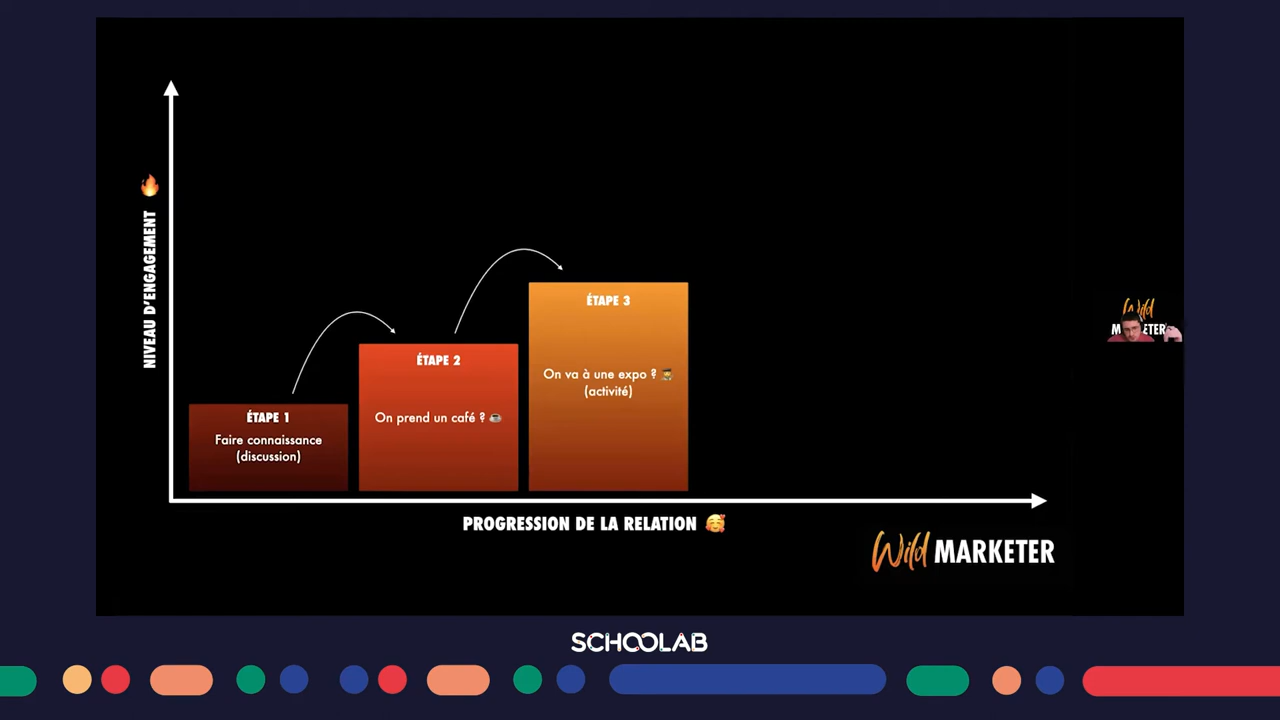 NIVEAU D'ENGAGEMENT 🔥
ÉTAPE 1
Faire connaissance
(discussion)
ÉTAPE 2
On prend un café ? ☕
ÉTAPE 3
On va à une expo ? 👨‍🎨
(activité)
PROGRESSION DE LA RELATION 🥰
Wild MARKETER
Wild
SCHOOLAB